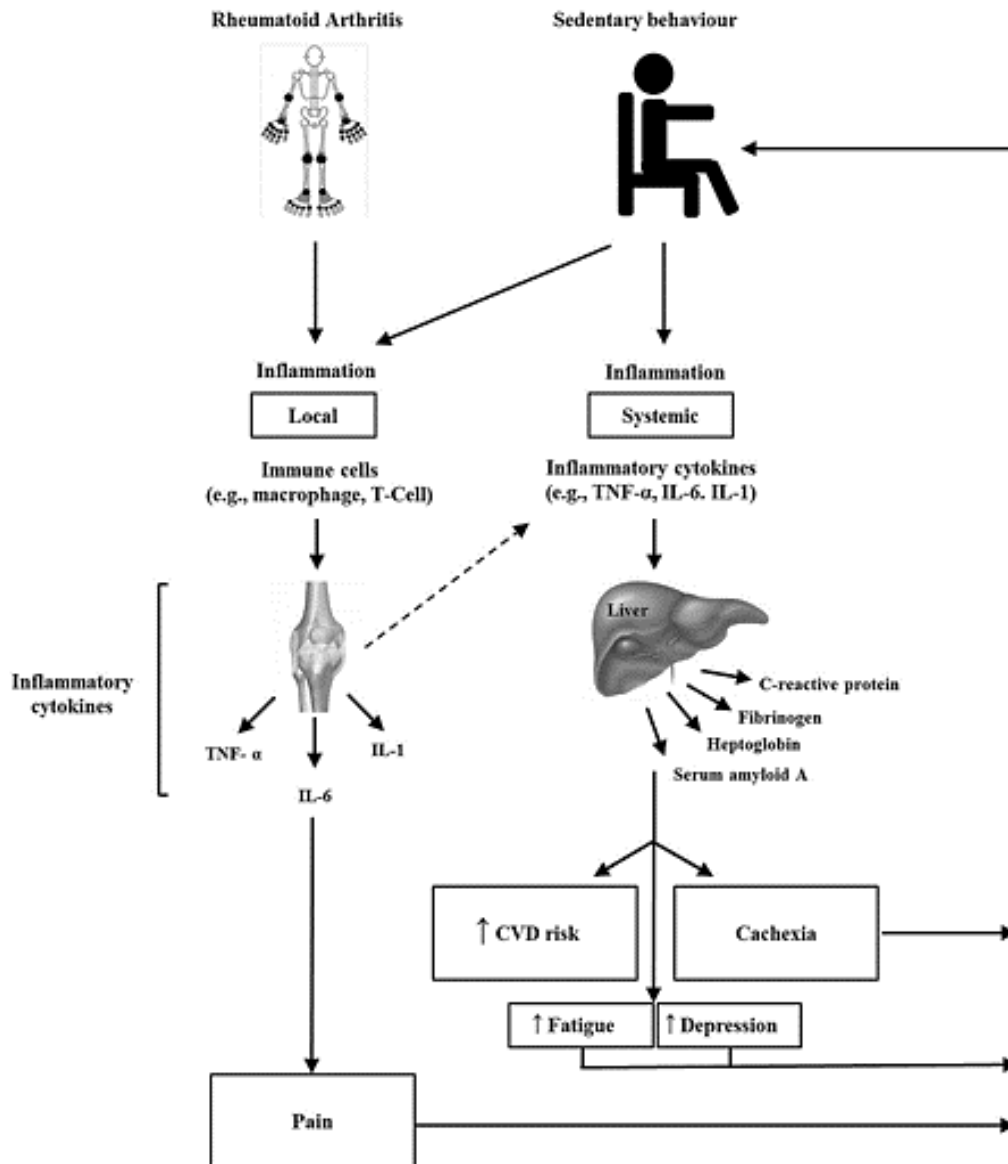 Rheumatoid Arthritis
Sedentary behaviour
Inflammation
Local
Immune cells
(e.g., macrophage, T-Cell)
Inflammation
Systemic
Inflammatory cytokines
(e.g., TNF-α, IL-6. IL-1)
Inflammatory
cytokines
TNF- α
IL-6
IL-1
Liver
C-reactive protein
Fibrinogen
Heptoglobin
Serum amyloid A
↑ CVD risk
Cachexia
↑ Fatigue
↑ Depression
Pain